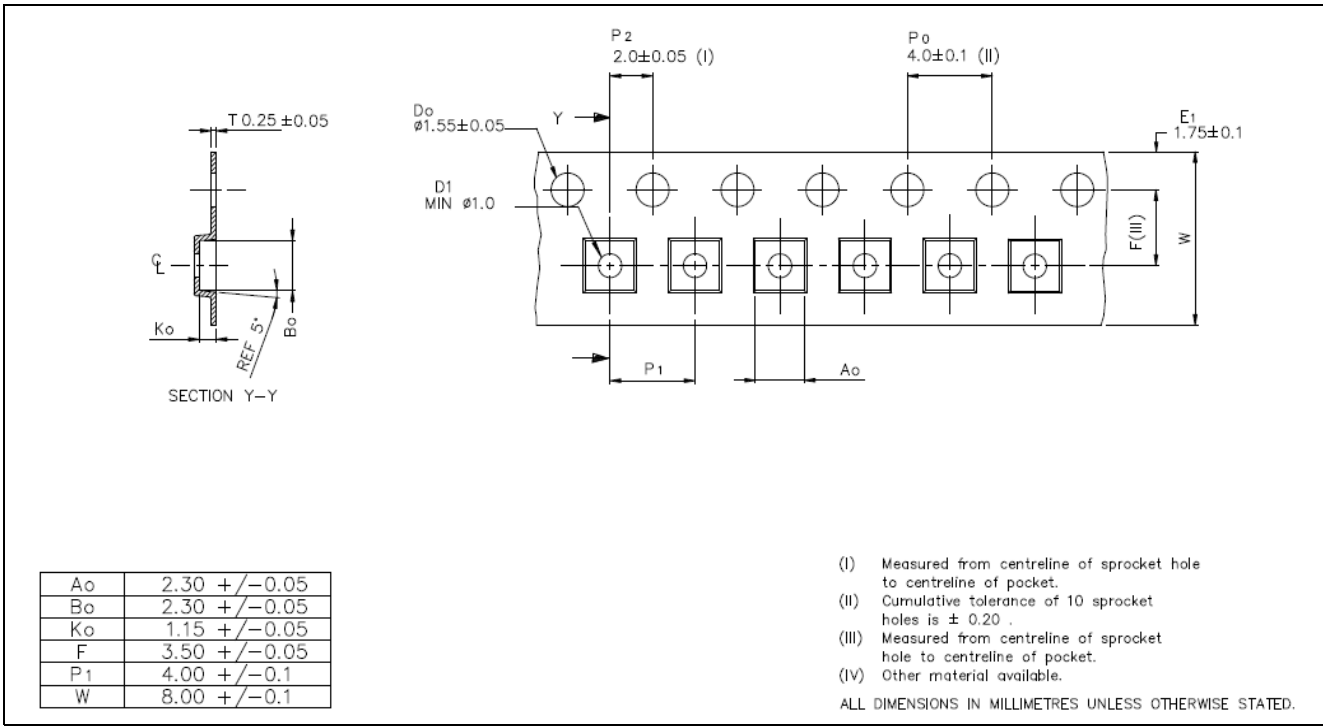 P2
2.0±0.05 (I)
Po
4.0±0.1 (II)
Do
ø1.55±0.05
Y
E1
1.75±0.1
T 0.25 ±0.05
D1
MIN ø1.0
F(III)
W
℄
Ko
REF 5°
Bo
P1
Ao
SECTION Y-Y
Ao 2.30 +/-0.05
Bo 2.30 +/-0.05
Ko 1.15 +/-0.05
F 3.50 +/-0.05
P1 4.00 +/-0.1
W 8.00 +/-0.1
(I) Measured from centreline of sprocket hole
to centreline of pocket.
(II) Cumulative tolerance of 10 sprocket
holes is ± 0.20 .
(III) Measured from centreline of sprocket
hole to centreline of pocket.
(IV) Other material available.
ALL DIMENSIONS IN MILLIMETRES UNLESS OTHERWISE STATED.